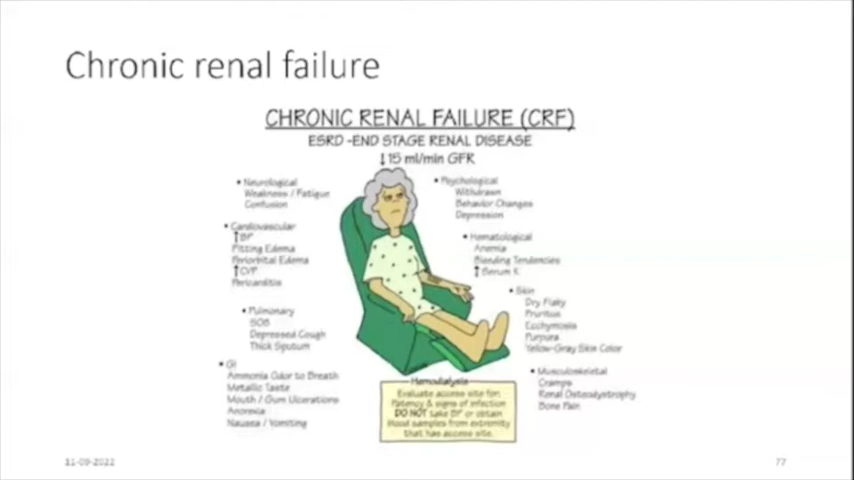 Chronic renal failure
CHRONIC RENAL FAILURE (CRF)
ESRD -END STAGE RENAL DISEASE
↓15 ml/min GFR
• Neurological
Weakness / Fatigue
Confusion
• Cardiovascular
↑BP
Pitting Edema
Periorbital Edema
↑CVP
Pericarditis
• Pulmonary
SOB
Depressed Cough
Thick Sputum
• GI
Ammonia Odor to Breath
Metallic Taste
Mouth / Gum Ulcerations
Anorexia
Nausea / Vomiting
• Psychological
Withdrawn
Behavior Changes
Depression
• Hematological
Anemia
Bleeding Tendencies
↑ Serum K
• Skin
Dry Flaky
Pruritus
Ecchymosis
Purpura
Yellow-Gray Skin Color
• Musculoskeletal
Cramps
Renal Osteodystrophy
Bone Pain
Hemodialysis
Evaluate access site for:
Patency & signs of infection
DO NOT take BP or obtain
blood samples from extremity
that has access site.
11-09-2022
77